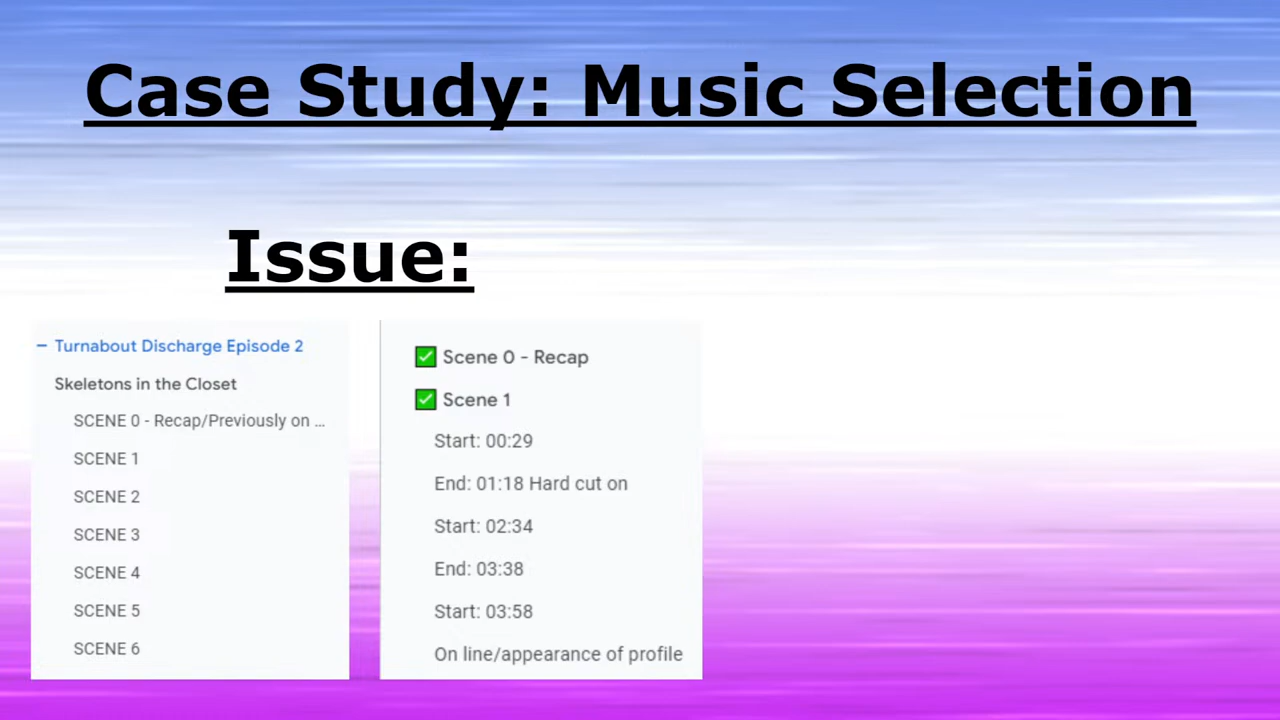 Case Study: Music Selection
Issue:
Turnabout Discharge Episode 2
Skeletons in the Closet
SCENE 0 - Recap/Previously on ...
SCENE 1
SCENE 2
SCENE 3
SCENE 4
SCENE 5
SCENE 6
Scene 0 - Recap
Scene 1
Start: 00:29
End: 01:18 Hard cut on
Start: 02:34
End: 03:38
Start: 03:58
On line/appearance of profile